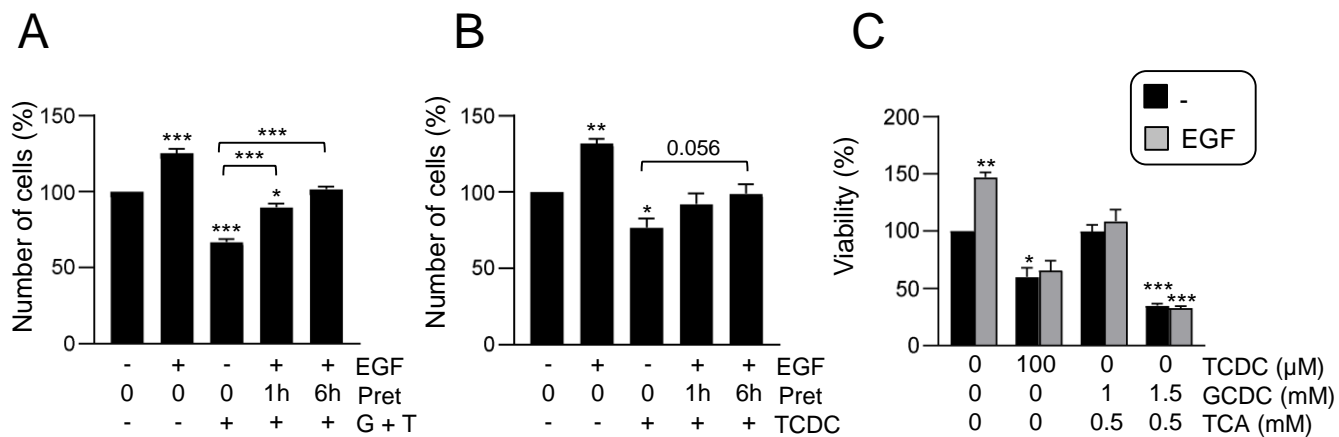 A
Number of cells (%)
150
100
50
0
***
***
*
***
***
- + - + + EGF
0 0 0 1h 6h Pret
- - + + + G + T
B
Number of cells (%)
150
100
50
0
**
*
0.056
- + - + + EGF
0 0 0 1h 6h Pret
- - + + + TCDC
C
-
EGF
Viability (%)
200
150
100
50
0
**
*
***
***
0 100 0 0 TCDC (µM)
0 0 1 1.5 GCDC (mM)
0 0 0.5 0.5 TCA (mM)